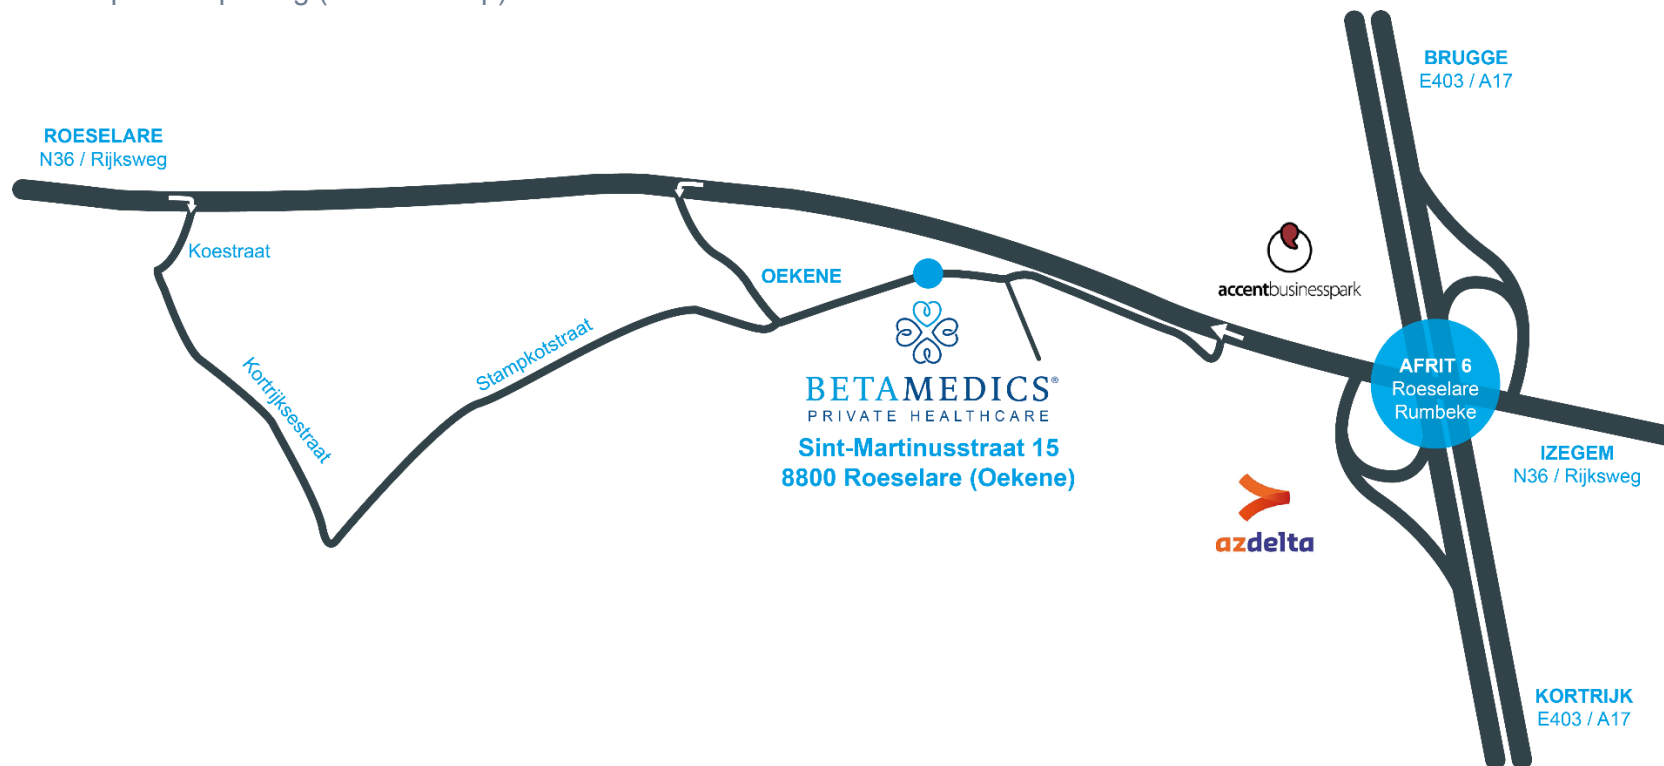 BRUGGE
E403 / A17
ROESELARE
N36 / Rijksweg
Koestraat
OEKENE
accentbusinesspark
Stampkotstraat
Kortrijksestraat
BETAMEDICS®
PRIVATE HEALTHCARE
Sint-Martinusstraat 15
8800 Roeselare (Oekene)
AFRIT 6
Roeselare
Rumbeke
IZEGEM
N36 / Rijksweg
azdelta
KORTRIJK
E403 / A17